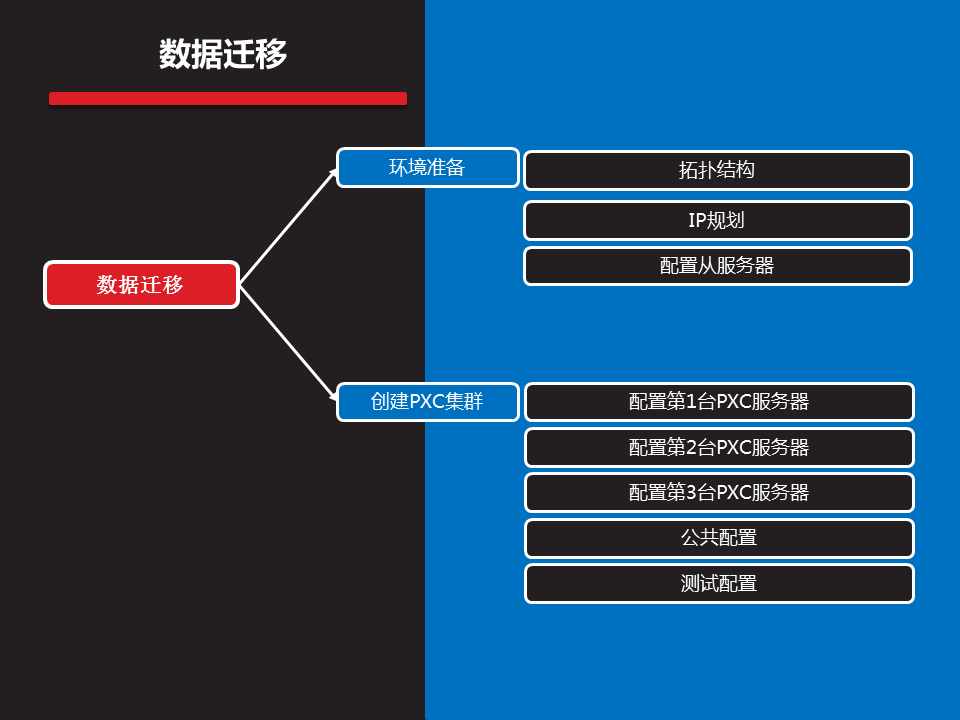 数据迁移
数据迁移
环境准备
拓扑结构
IP规划
配置从服务器
创建PXC集群
配置第1台PXC服务器
配置第2台PXC服务器
配置第3台PXC服务器
公共配置
测试配置